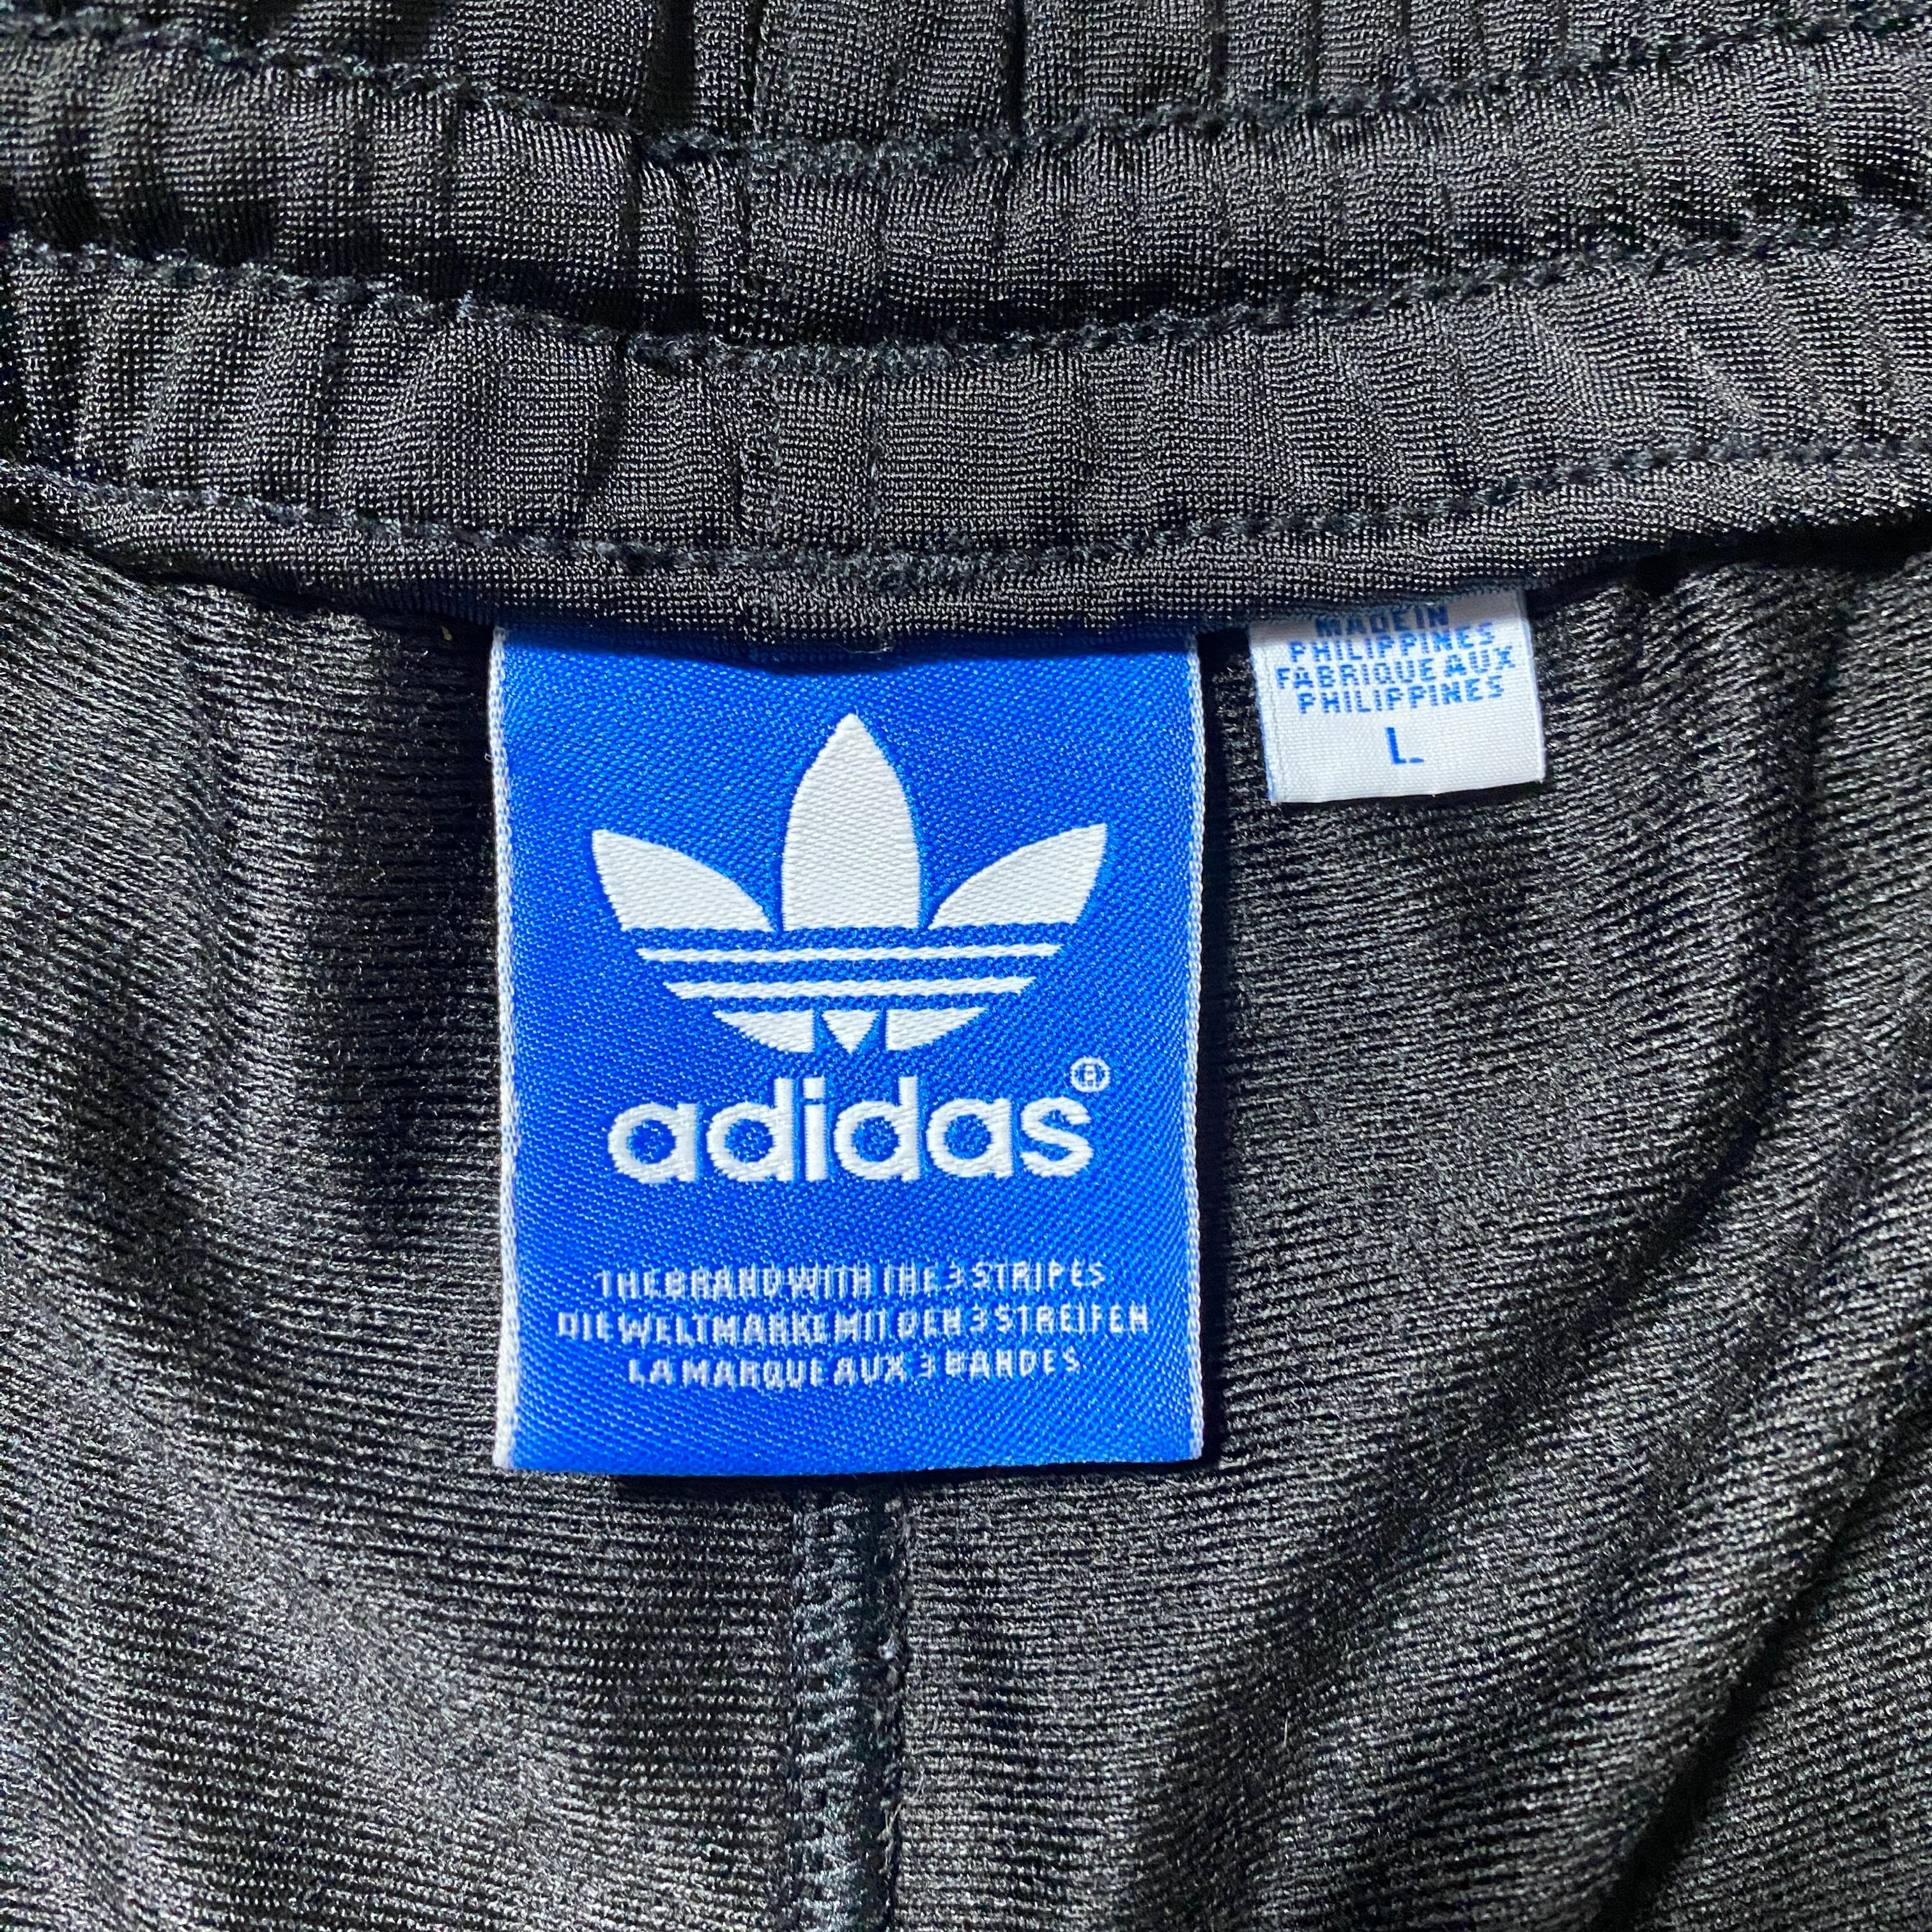 MADE IN
PHILIPPINES
FABRIQUE AUX
PHILIPPINES
L
adidas®
THE BRAND WITH THE 3 STRIPES
DIE WELTMARKE MIT DEN 3 STREIFEN
LA MARQUE AUX 3 BANDES